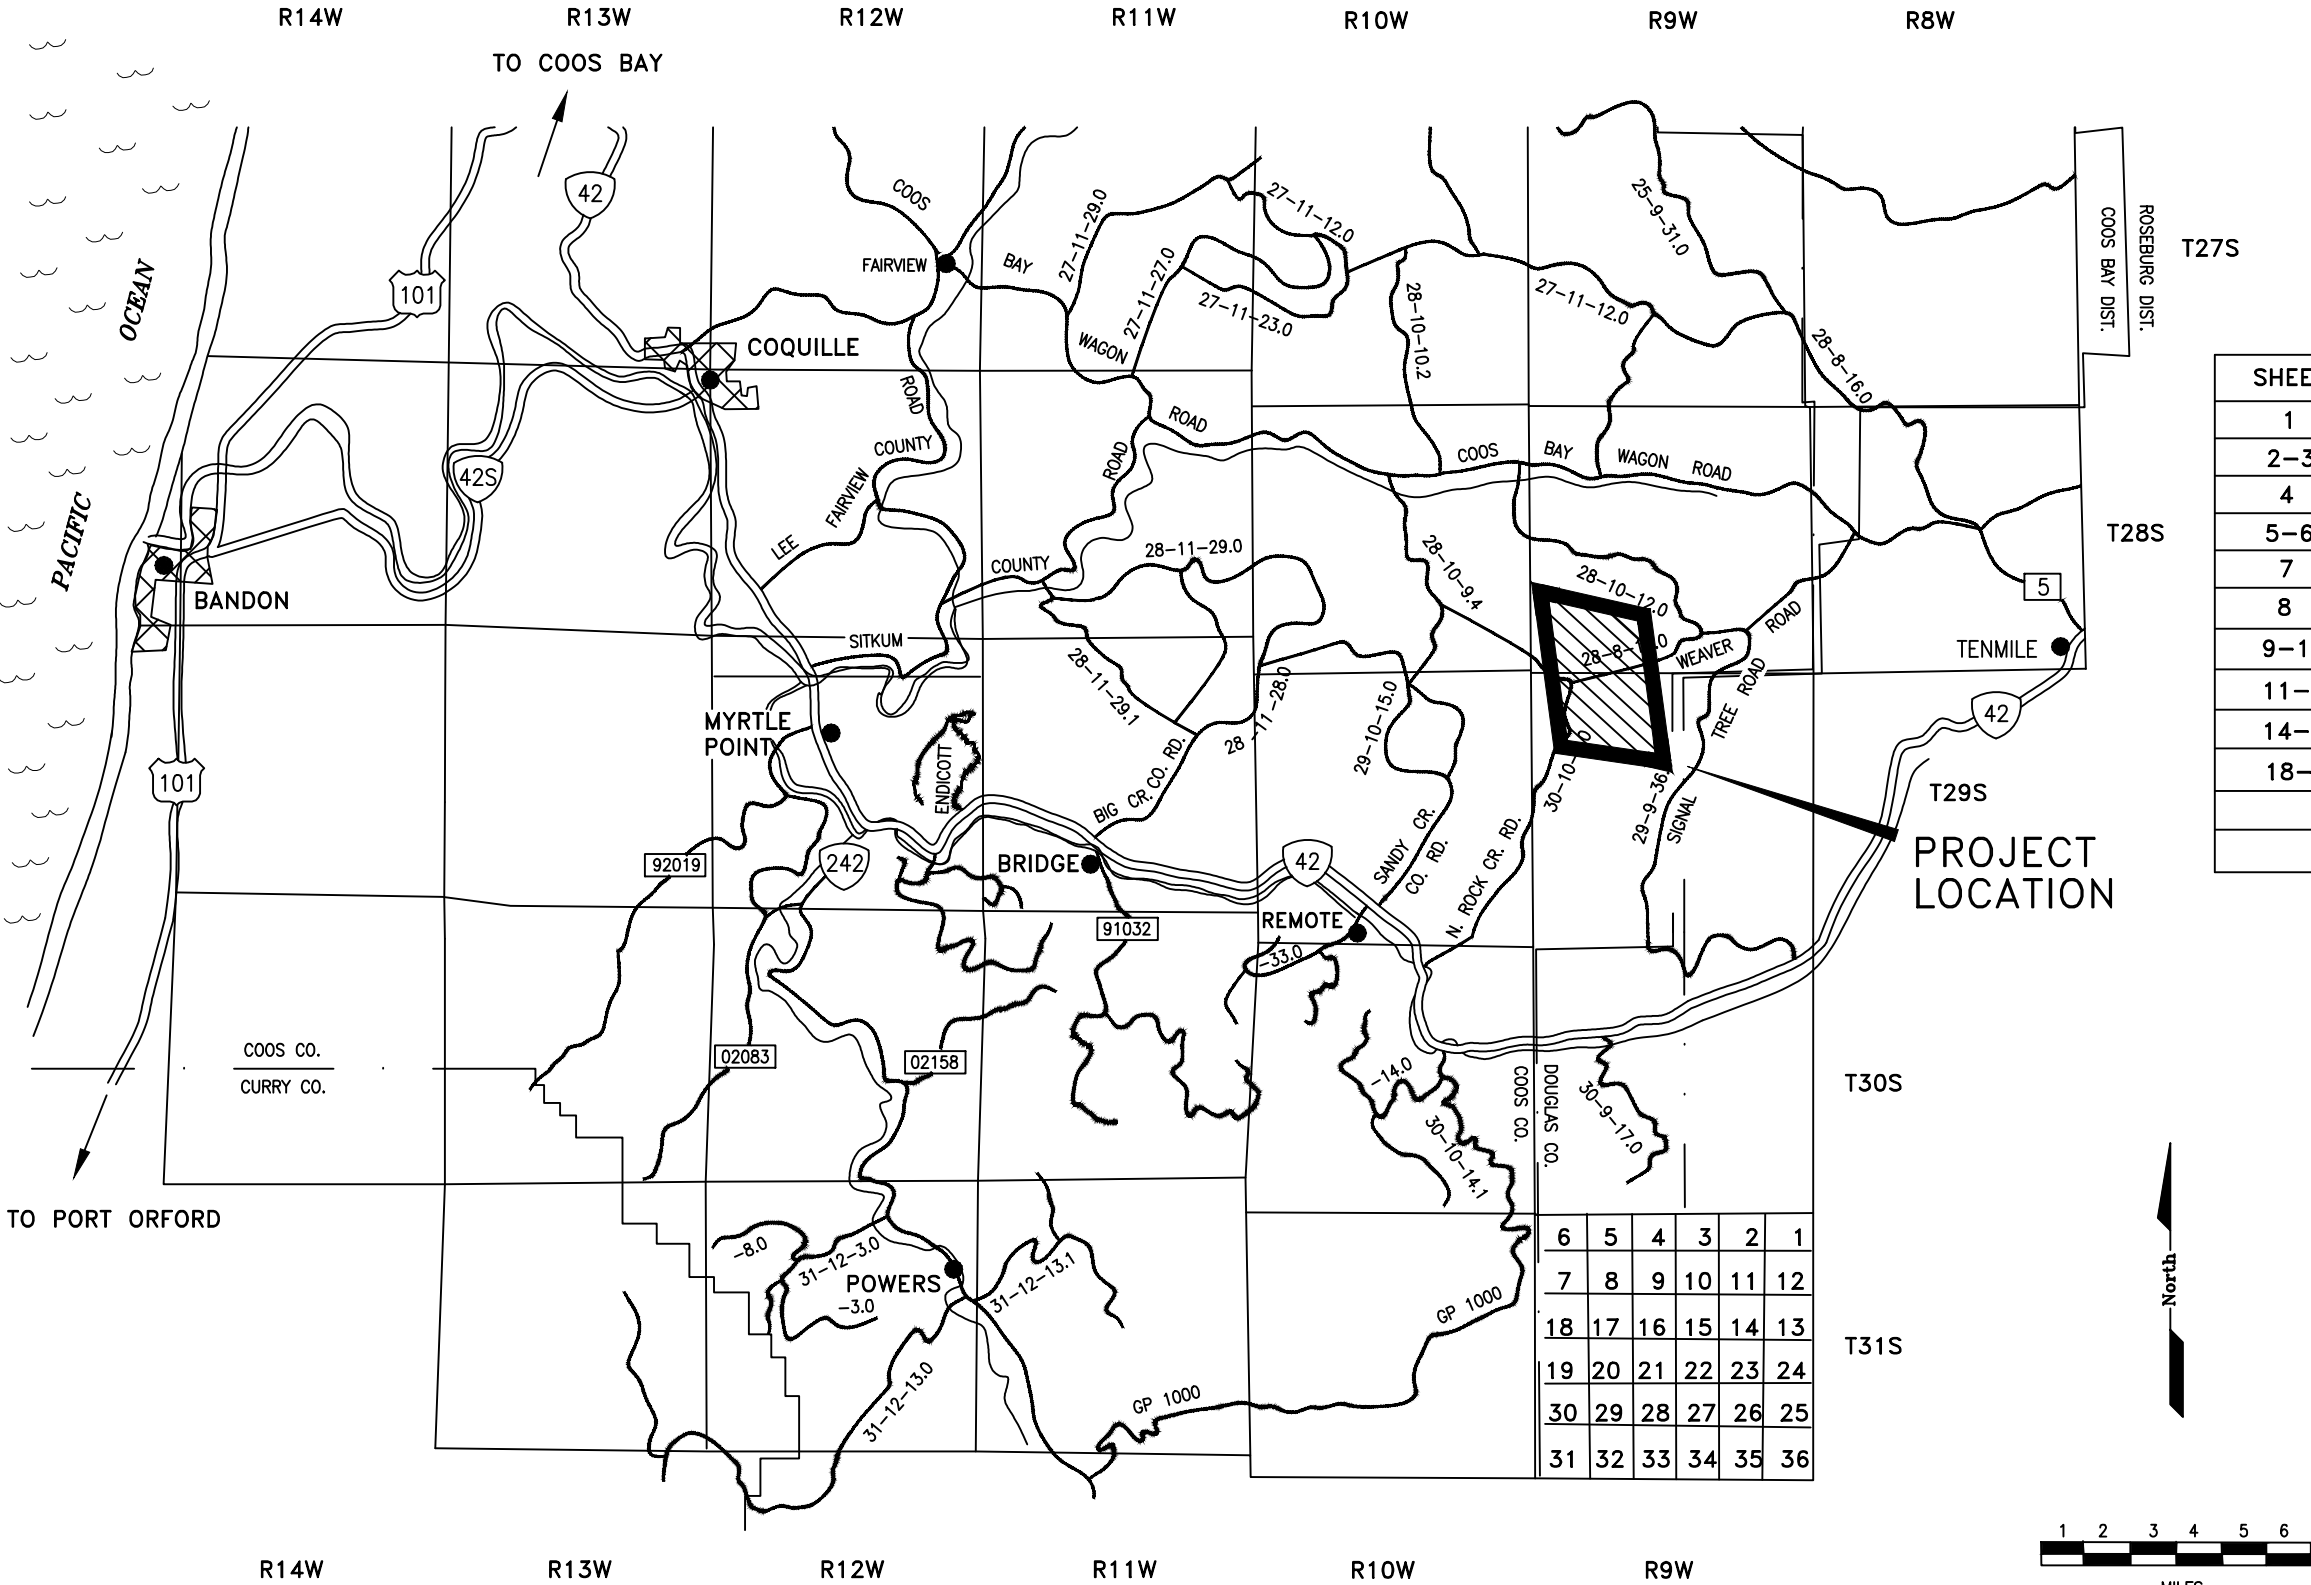 R14W
R13W
R12W
R11W
R10W
R9W
R8W
TO COOS BAY
42
COOS
27-11-29.0
27-11-12.0
25-9-31.0
COOS BAY DIST.
ROSEBURG DIST.
T27S
FAIRVIEW
BAY
101
OCEAN
27-11-27.0
27-11-23.0
28-10-10.2
27-11-12.0
COQUILLE
WAGON
28-8-16.0
SHEE
1
2-3
4
5-6
7
8
9-1
11-
14-
18-
ROAD
ROAD
COUNTY
ROAD
COOS
BAY
WAGON
ROAD
42S
FAIRVIEW
LEE
PACIFIC
T28S
COUNTY
28-11-29.0
28-10-9.4
28-10-12.0
5
BANDON
ROAD
SITKUM
WEAVER
TENMILE
28-11-29.1
28-11-28.0
29-10-15.0
TREE ROAD
42
MYRTLE
POINT
ENDICOTT
BIG CR. CO. RD.
30-10-
29-9-36.
SIGNAL
101
T29S
PROJECT
LOCATION
92019
242
BRIDGE
42
SANDY CR.
CO. RD.
N. ROCK CR. RD.
REMOTE
91032
-33.0
COOS CO.
CURRY CO.
02083
02158
-14.0
COOS CO.
DOUGLAS CO.
30-9-17.0
T30S
30-10-14.1
TO PORT ORFORD
-8.0
31-12-3.0
POWERS
-3.0
31-12-13.1
GP 1000
31-12-13.0
GP 1000
6 5 4 3 2 1
7 8 9 10 11 12
18 17 16 15 14 13
19 20 21 22 23 24
30 29 28 27 26 25
31 32 33 34 35 36
T31S
North
1 2 3 4 5 6
MILES
R14W
R13W
R12W
R11W
R10W
R9W